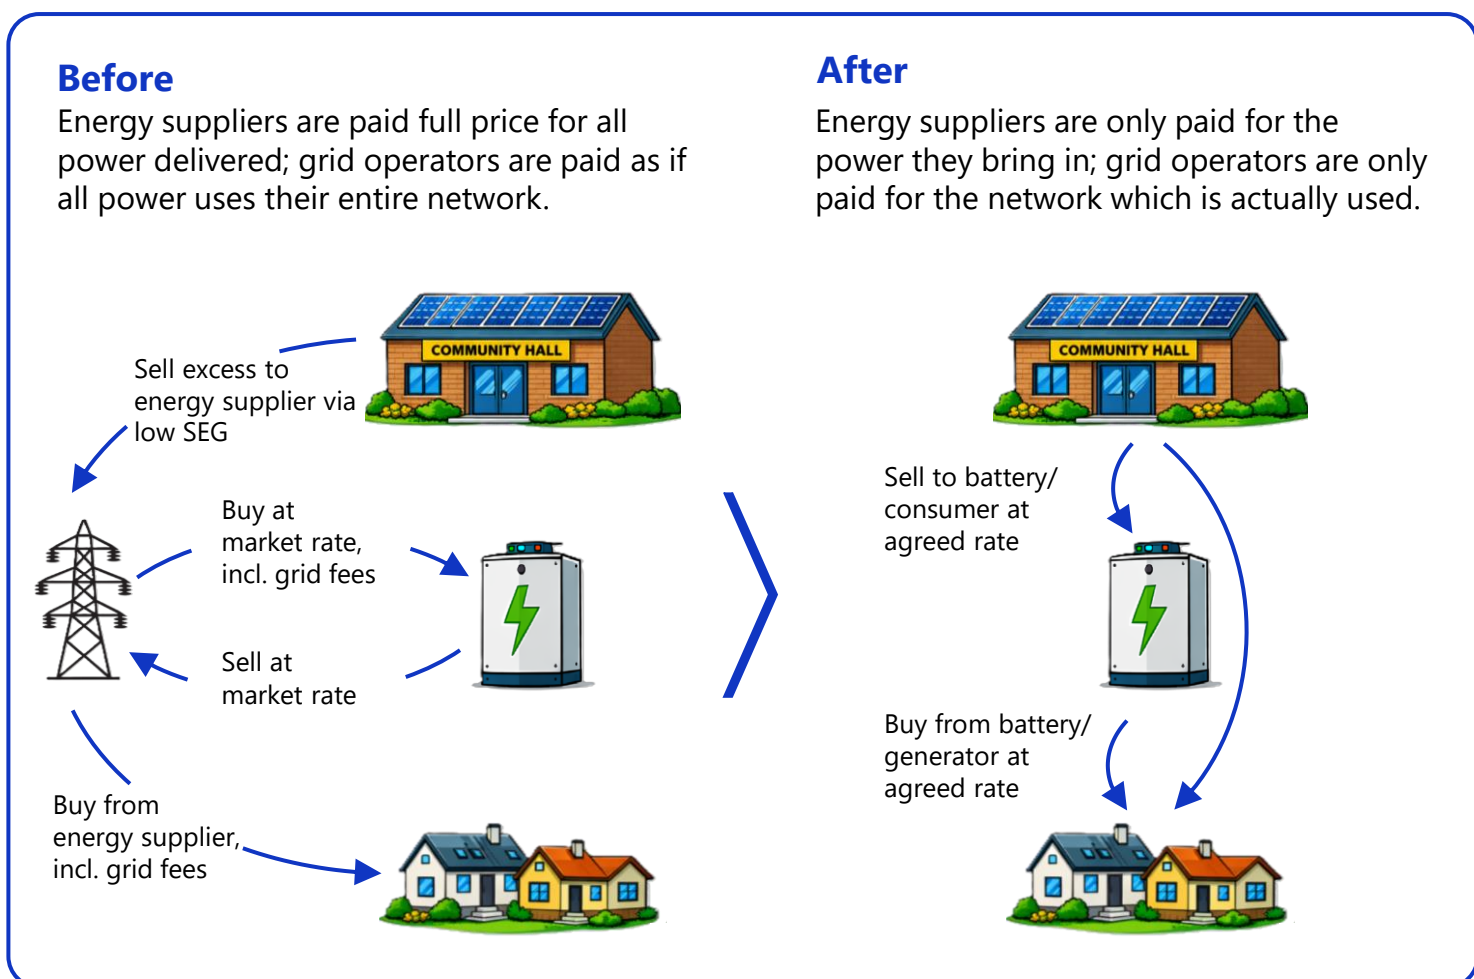 Before
Energy suppliers are paid full price for all
power delivered; grid operators are paid as if
all power uses their entire network.
COMMUNITY HALL
Sell excess to
energy supplier via
low SEG
Buy at
market rate,
incl. grid fees
Sell at
market rate
Buy from
energy supplier,
incl. grid fees
After
Energy suppliers are only paid for the
power they bring in; grid operators are only
paid for the network which is actually used.
COMMUNITY HALL
Sell to battery/
consumer at
agreed rate
Buy from battery/
generator at
agreed rate